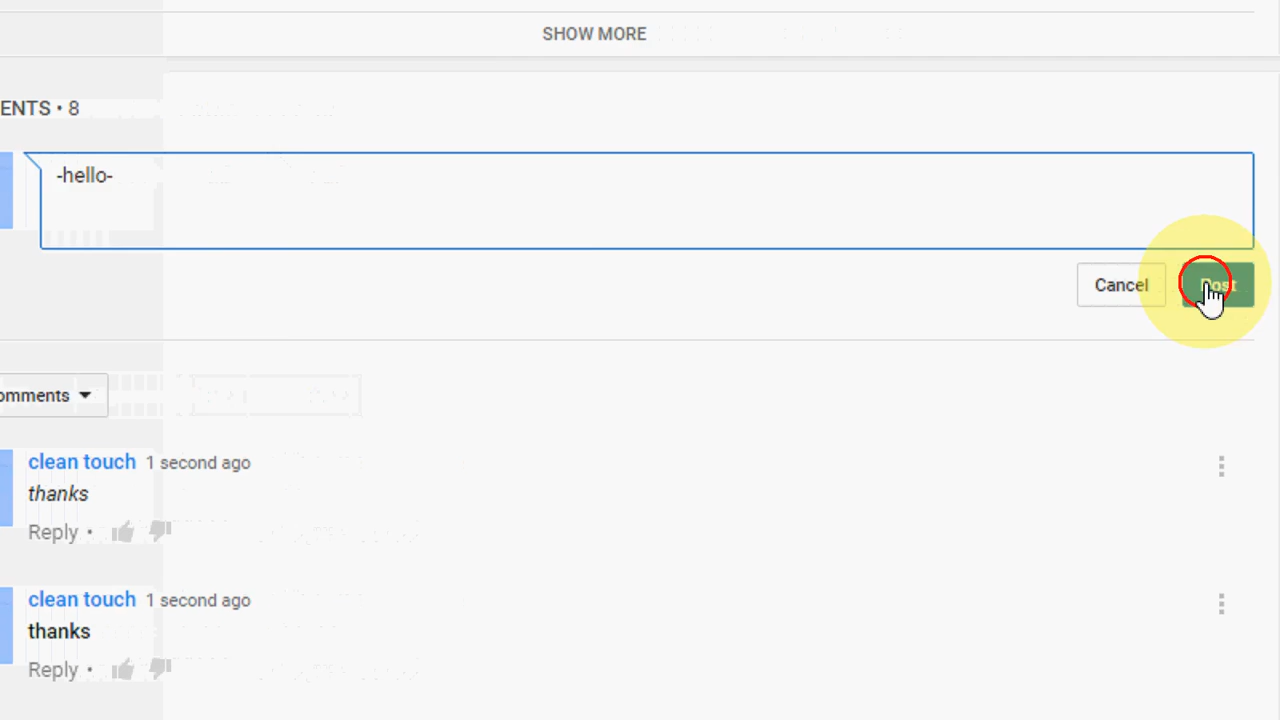 SHOW MORE
ENTS • 8
-hello-
Cancel Post
omments
clean touch 1 second ago
thanks
Reply •
clean touch 1 second ago
thanks
Reply •